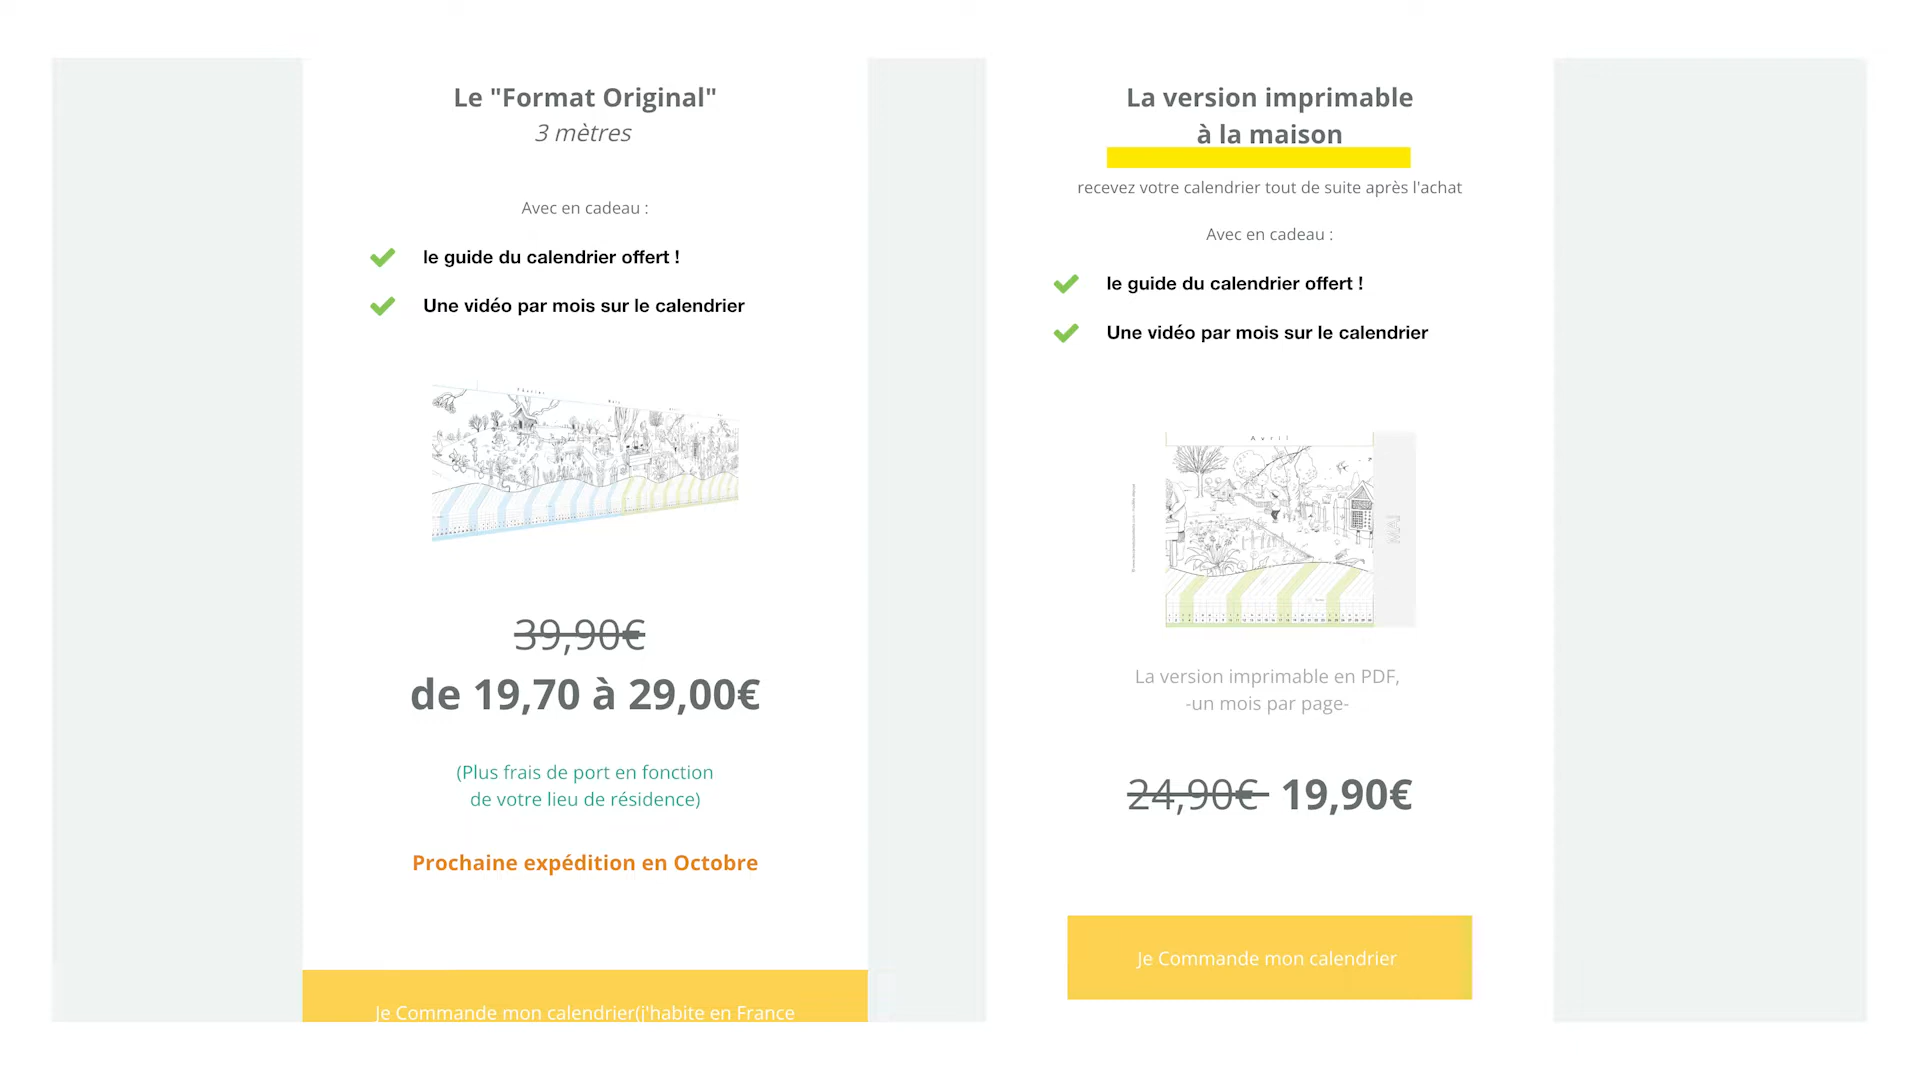 Le "Format Original"
3 mètres
Avec en cadeau :
le guide du calendrier offert !
Une vidéo par mois sur le calendrier
39,90€
de 19,70 à 29,00€
(Plus frais de port en fonction
de votre lieu de résidence)
Prochaine expédition en Octobre
Je Commande mon calendrier(j'habite en France
La version imprimable
à la maison
recevez votre calendrier tout de suite après l'achat
Avec en cadeau :
le guide du calendrier offert !
Une vidéo par mois sur le calendrier
Avril
MAI
La version imprimable en PDF,
-un mois par page-
24,90€ 19,90€
Je Commande mon calendrier